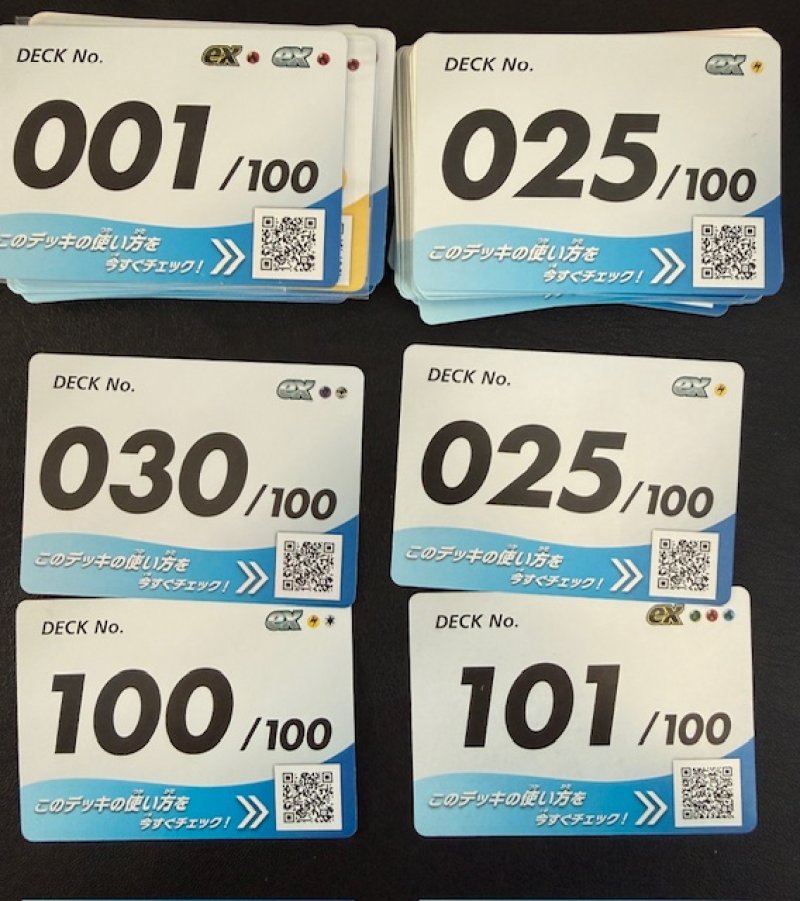 DECK No.
ex ex
001/100
このデッキの使い方を
今すぐチェック!
DECK No.
ex
025/100
このデッキの使い方を
今すぐチェック!
DECK No.
ex
030/100
このデッキの使い方を
今すぐチェック!
DECK No.
ex
025/100
このデッキの使い方を
今すぐチェック!
DECK No.
ex
100/100
このデッキの使い方を
今すぐチェック!
DECK No.
ex
101/100
このデッキの使い方を
今すぐチェック!